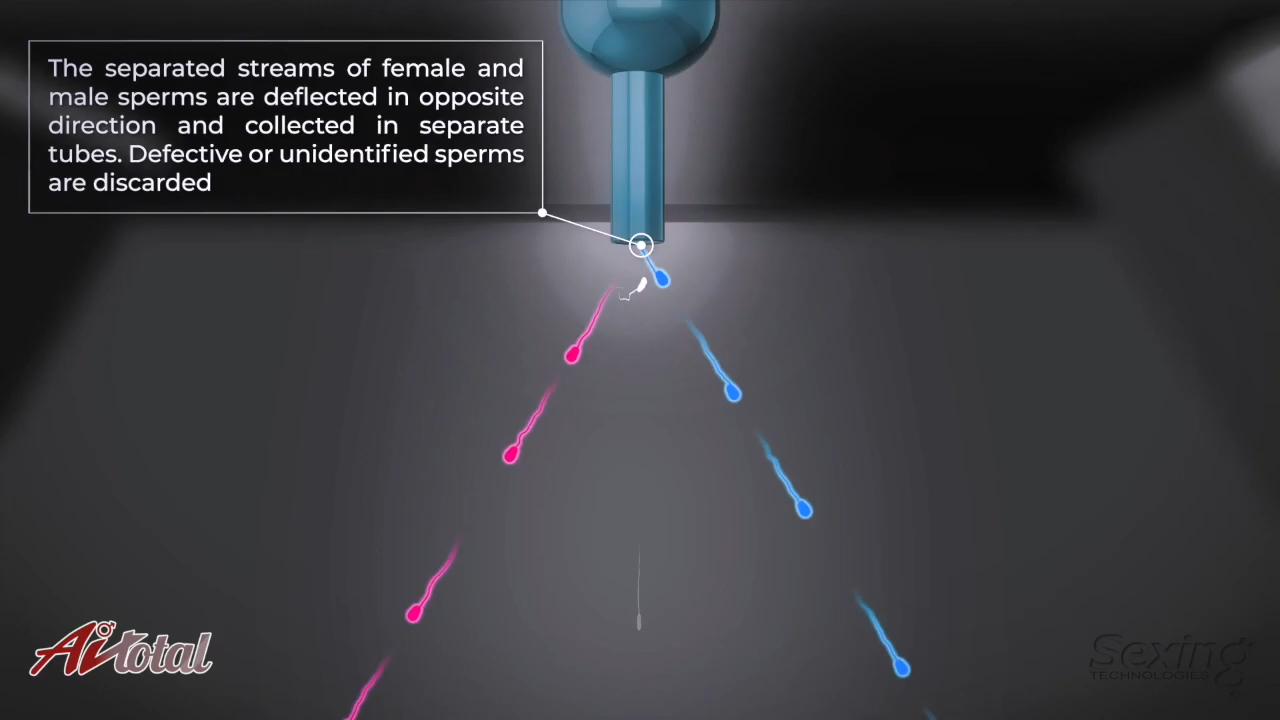 The separated streams of female and
male sperms are deflected in opposite
direction and collected in separate
tubes. Defective or unidentified sperms
are discarded
Ai total
Sexing
TECHNOLOGIES